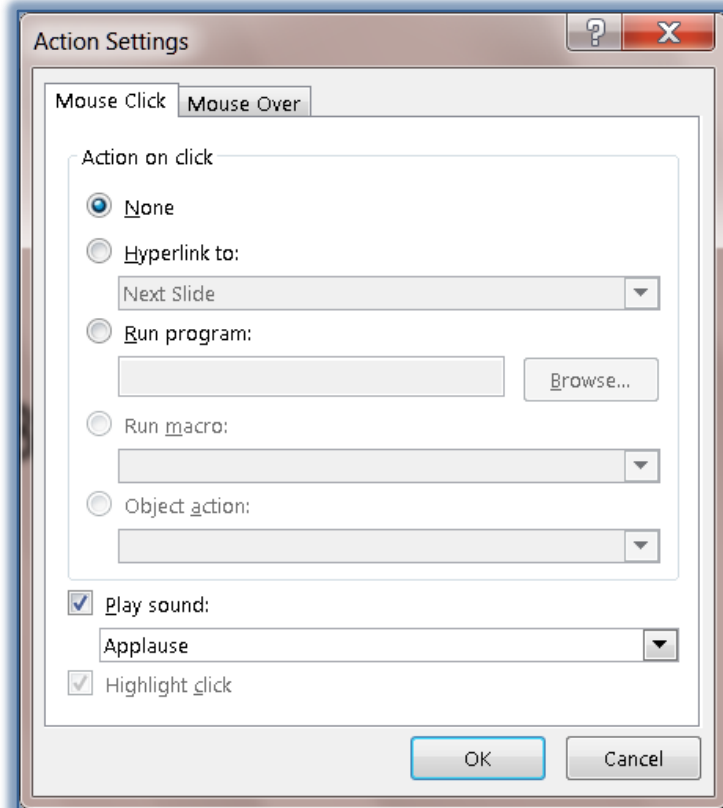 Action Settings
Mouse Click Mouse Over
Action on click
None
Hyperlink to:
Next Slide
Run program:
Browse...
Run macro:
Object action:
Play sound:
Applause
Highlight click
OK Cancel